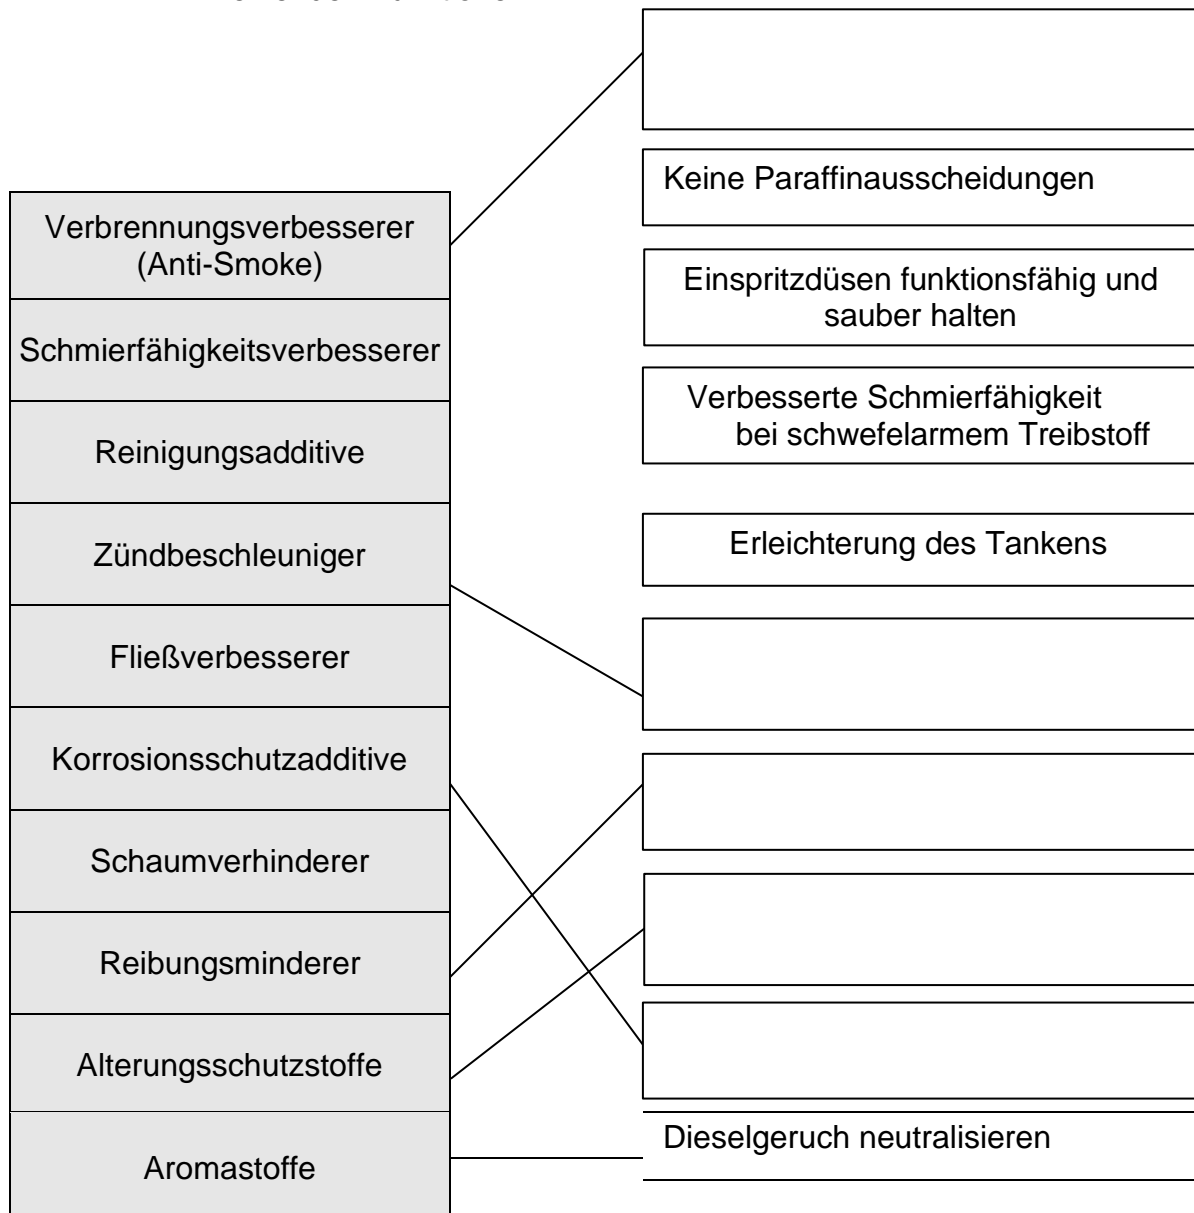 Verbrennungsverbesserer
(Anti-Smoke)
Schmierfähigkeitsverbesserer
Reinigungsadditive
Zündbeschleuniger
Fließverbesserer
Korrosionsschutzadditive
Schaumverhinderer
Reibungsminderer
Alterungsschutzstoffe
Aromastoffe
Keine Paraffinausscheidungen
Einspritzdüsen funktionsfähig und
sauber halten
Verbesserte Schmierfähigkeit
bei schwefelarmem Treibstoff
Erleichterung des Tankens
Dieselgeruch neutralisieren